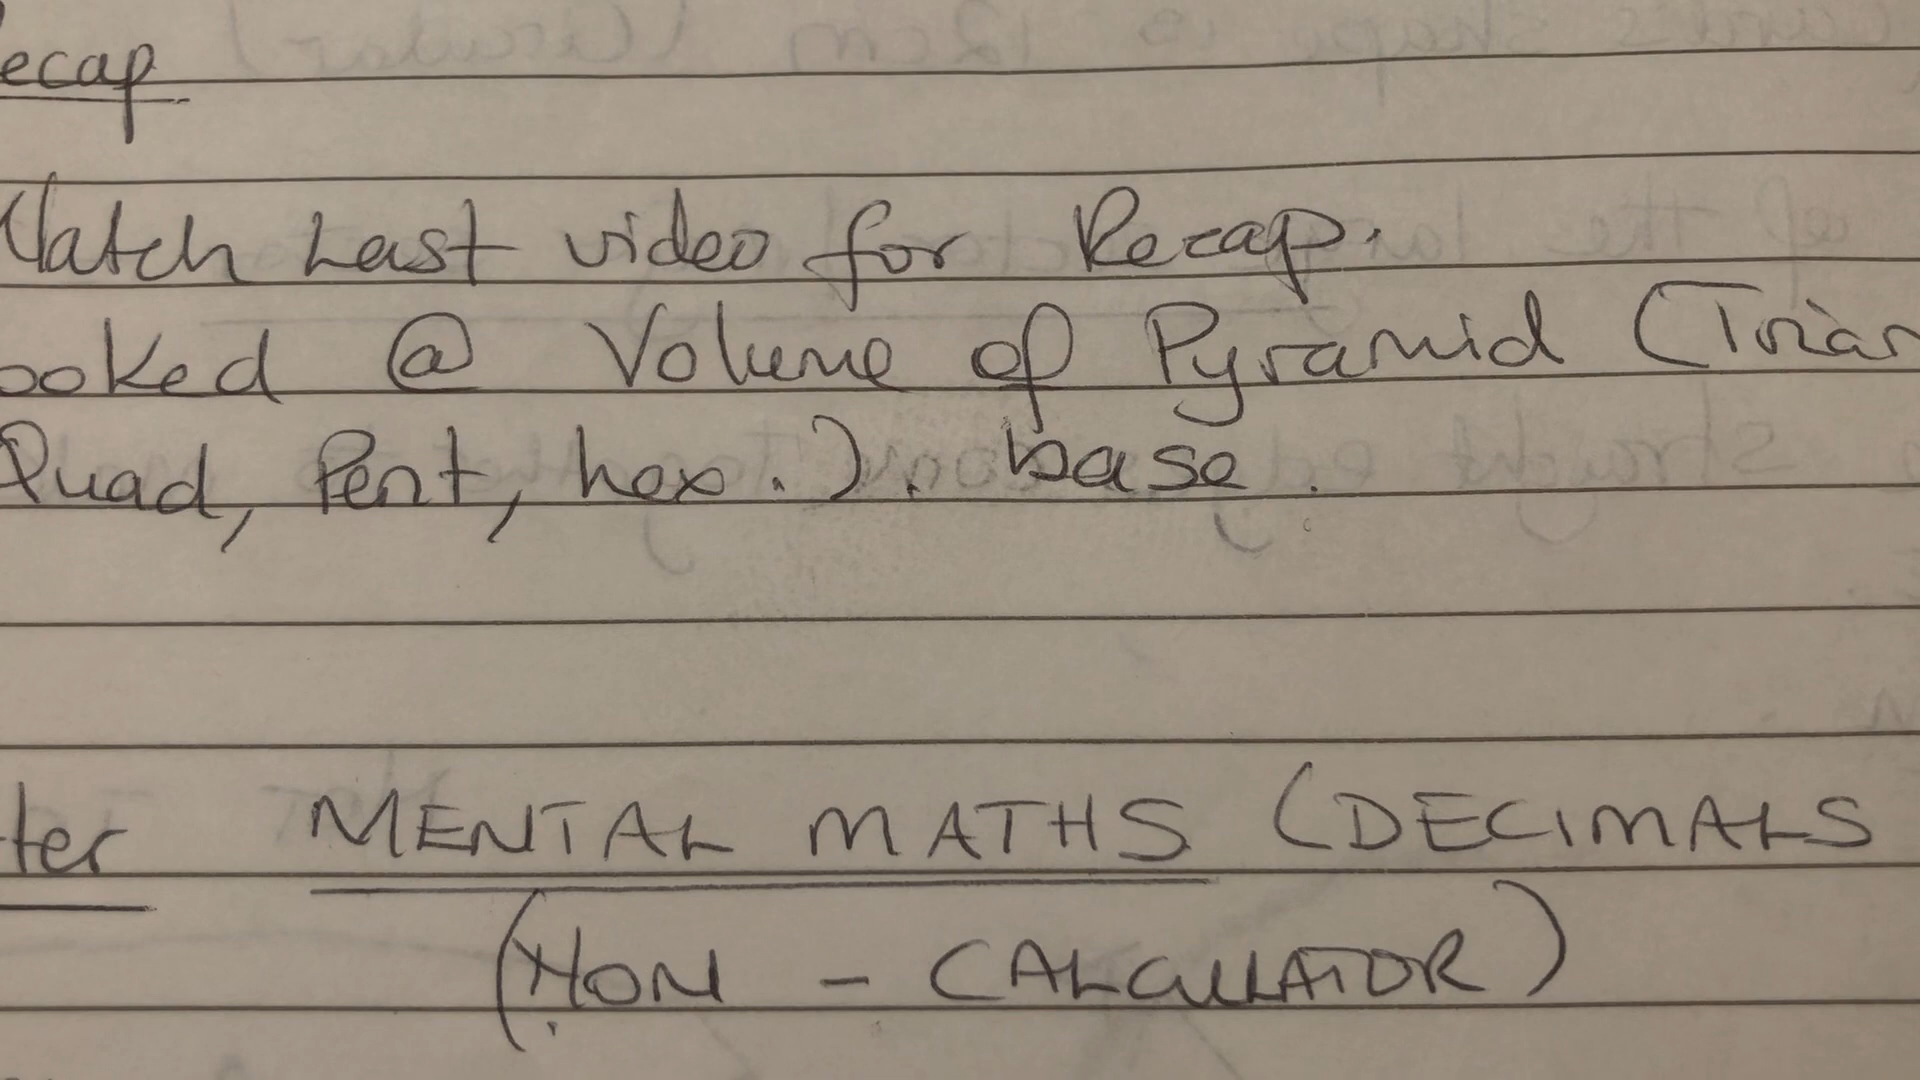 ecap
Watch Last video for Recap.
ooked @ Volume of Pyramid (Trian
Quad, Pent, hex.). base.
ter MENTAL MATHS (DECIMALS
(NON - CALCULATOR)